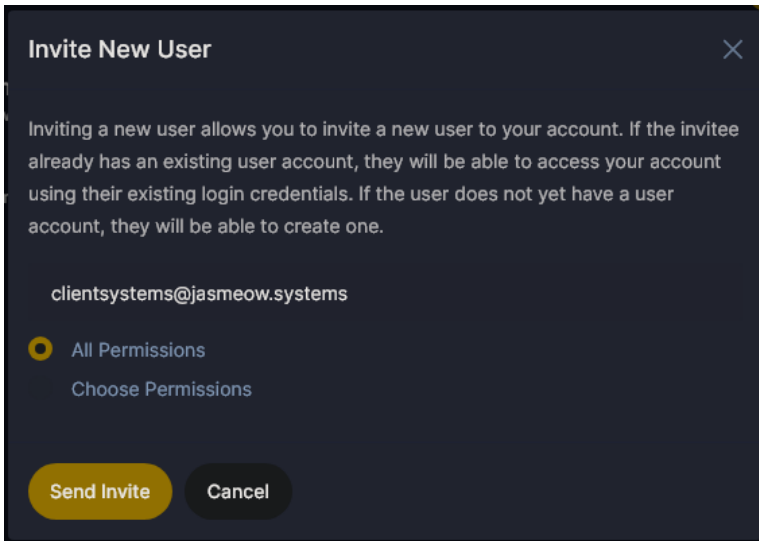 Invite New User
Inviting a new user allows you to invite a new user to your account. If the invitee
already has an existing user account, they will be able to access your account
using their existing login credentials. If the user does not yet have a user
account, they will be able to create one.
clientsystems@jasmeow.systems
All Permissions
Choose Permissions
Send Invite
Cancel